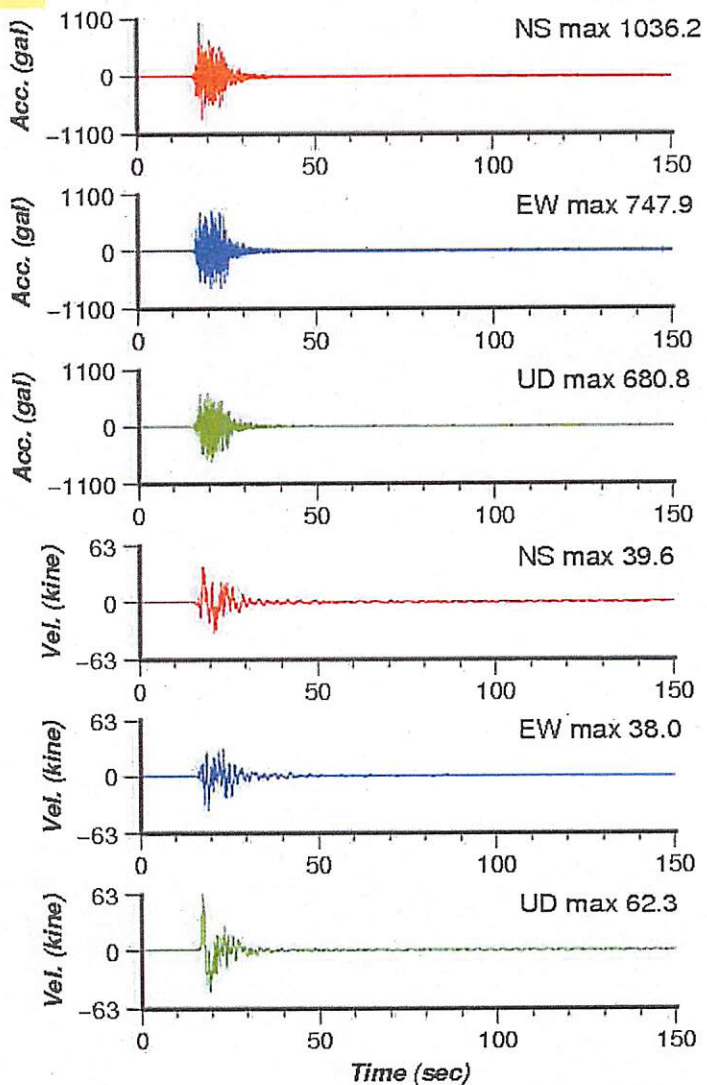 1100
NS max 1036.2
0
Acc. (gal)
-1100
0 50 100 150
1100
EW max 747.9
0
Acc. (gal)
-1100
0 50 100 150
1100
UD max 680.8
0
Acc. (gal)
-1100
0 50 100 150
63
NS max 39.6
0
Vel. (kine)
-63
0 50 100 150
63
EW max 38.0
0
Vel. (kine)
-63
0 50 100 150
63
UD max 62.3
0
Vel. (kine)
-63
0 50 100 150
Time (sec)